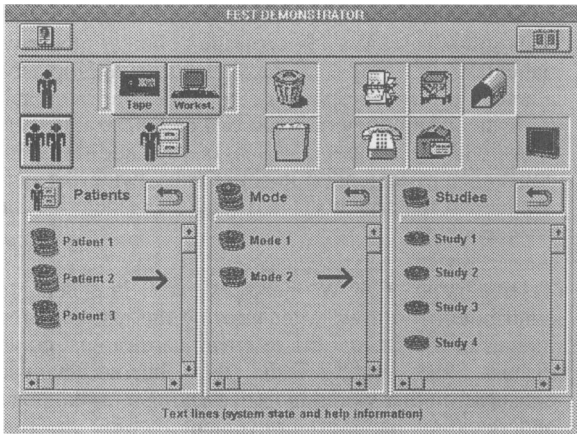 FEST DEMONSTRATOR
Tape Workst.
Patients Mode Studies
Patient 1 Mode 1 Study 1
Patient 2 Mode 2 Study 2
Patient 3 Study 3
Study 4
Text lines (system state and help information)